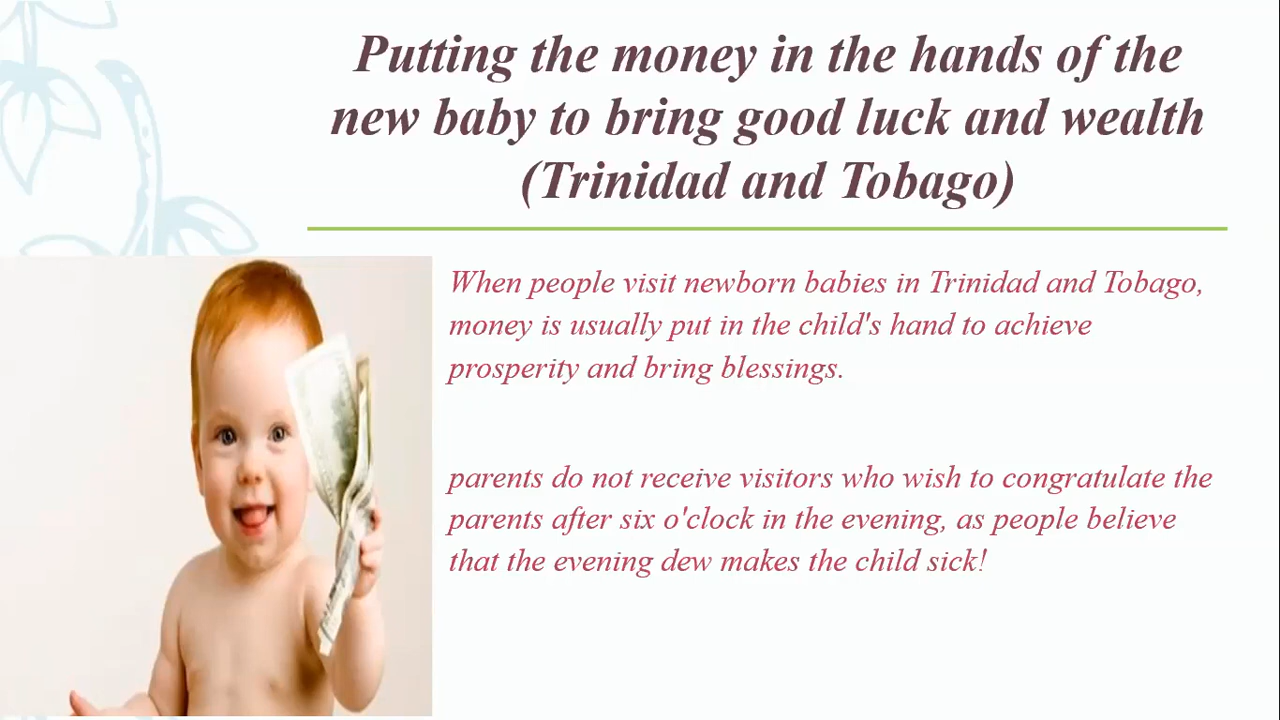 Putting the money in the hands of the
new baby to bring good luck and wealth
(Trinidad and Tobago)
When people visit newborn babies in Trinidad and Tobago,
money is usually put in the child's hand to achieve
prosperity and bring blessings.
parents do not receive visitors who wish to congratulate the
parents after six o'clock in the evening, as people believe
that the evening dew makes the child sick!